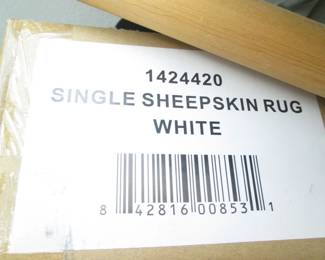 1424420
SINGLE SHEEPSKIN RUG
WHITE
8 42816 00853 1